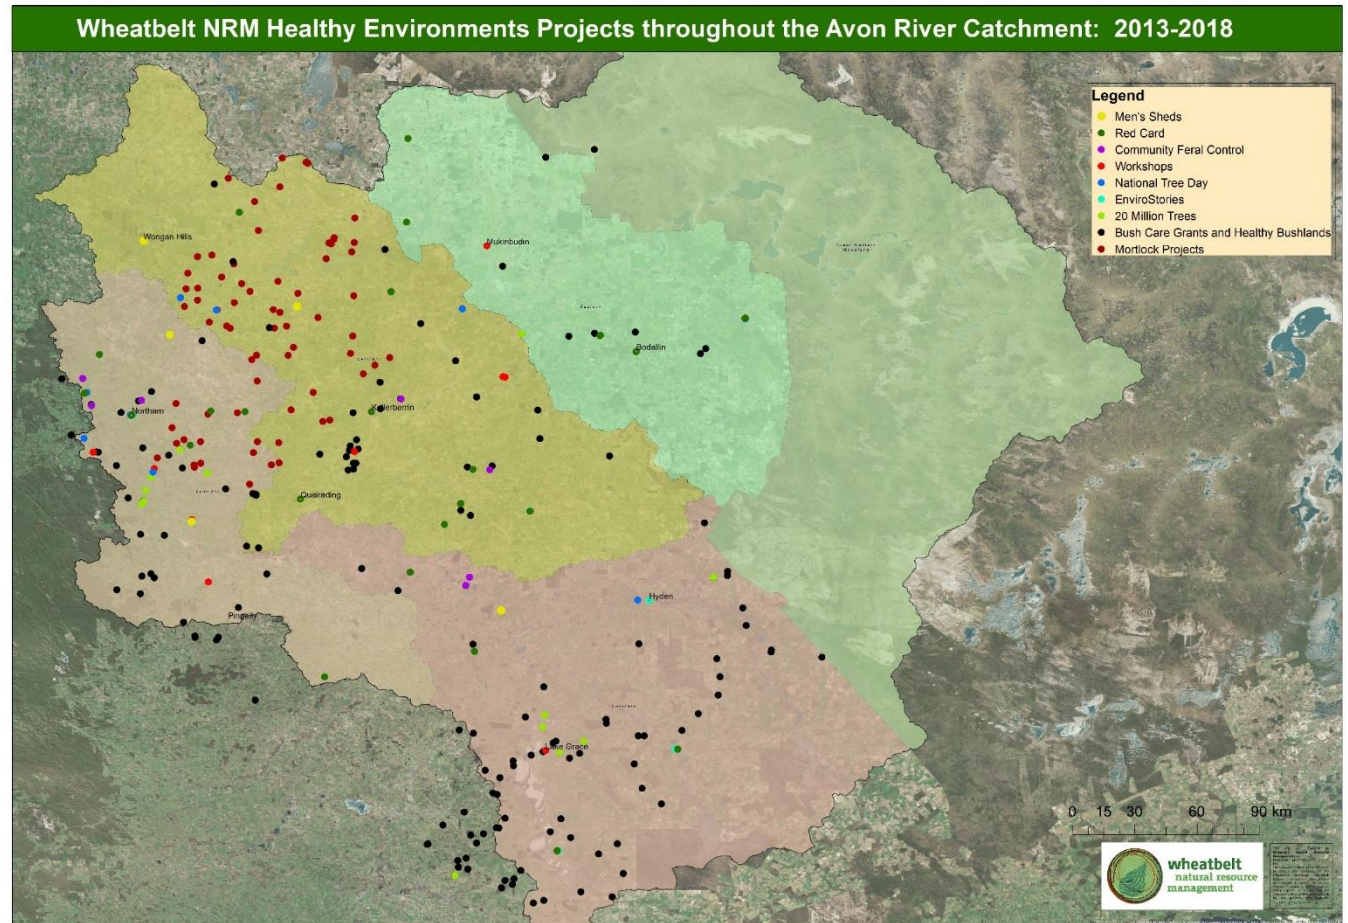 Wheatbelt NRM Healthy Environments Projects throughout the Avon River Catchment: 2013-2018
Legend
Men's Sheds
Red Card
Community Feral Control
Workshops
National Tree Day
EnviroStories
20 Million Trees
Bush Care Grants and Healthy Bushlands
Mortlock Projects
Wongan Hills
Mukinbudin
Bodallin
Northam
Kellerberrin
Quairading
Hyden
Pingelly
Lake Grace
0 15 30 60 90 km
wheatbelt
natural resource
management